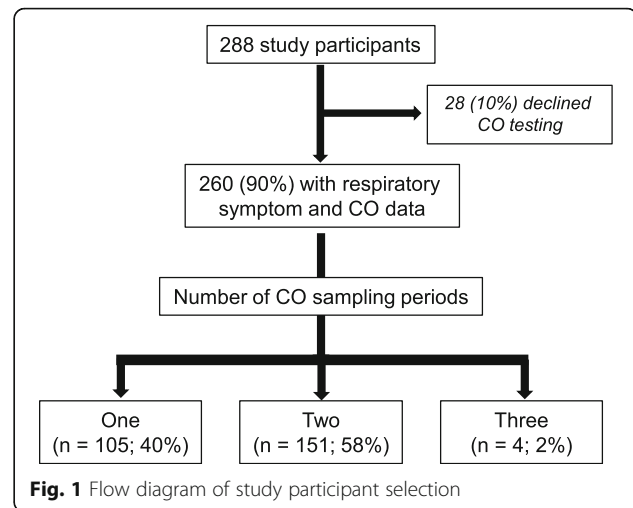 288 study participants
28 (10%) declined
CO testing
260 (90%) with respiratory
symptom and CO data
Number of CO sampling periods
One
(n = 105; 40%)
Two
(n = 151; 58%)
Three
(n = 4; 2%)
Fig. 1 Flow diagram of study participant selection